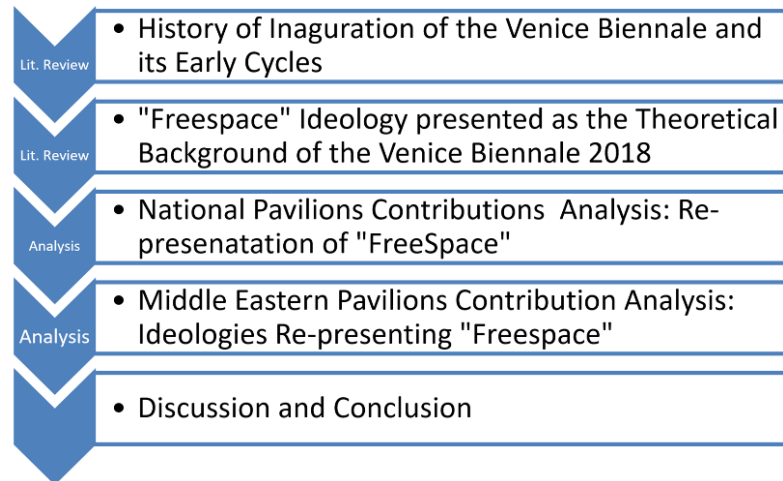 Lit. Review
• History of Inaguration of the Venice Biennale and
its Early Cycles
Lit. Review
• "Freespace" Ideology presented as the Theoretical
Background of the Venice Biennale 2018
Analysis
• National Pavilions Contributions  Analysis: Re-
presenatation of "FreeSpace"
Analysis
• Middle Eastern Pavilions Contribution Analysis:
Ideologies Re-presenting "Freespace"
• Discussion and Conclusion